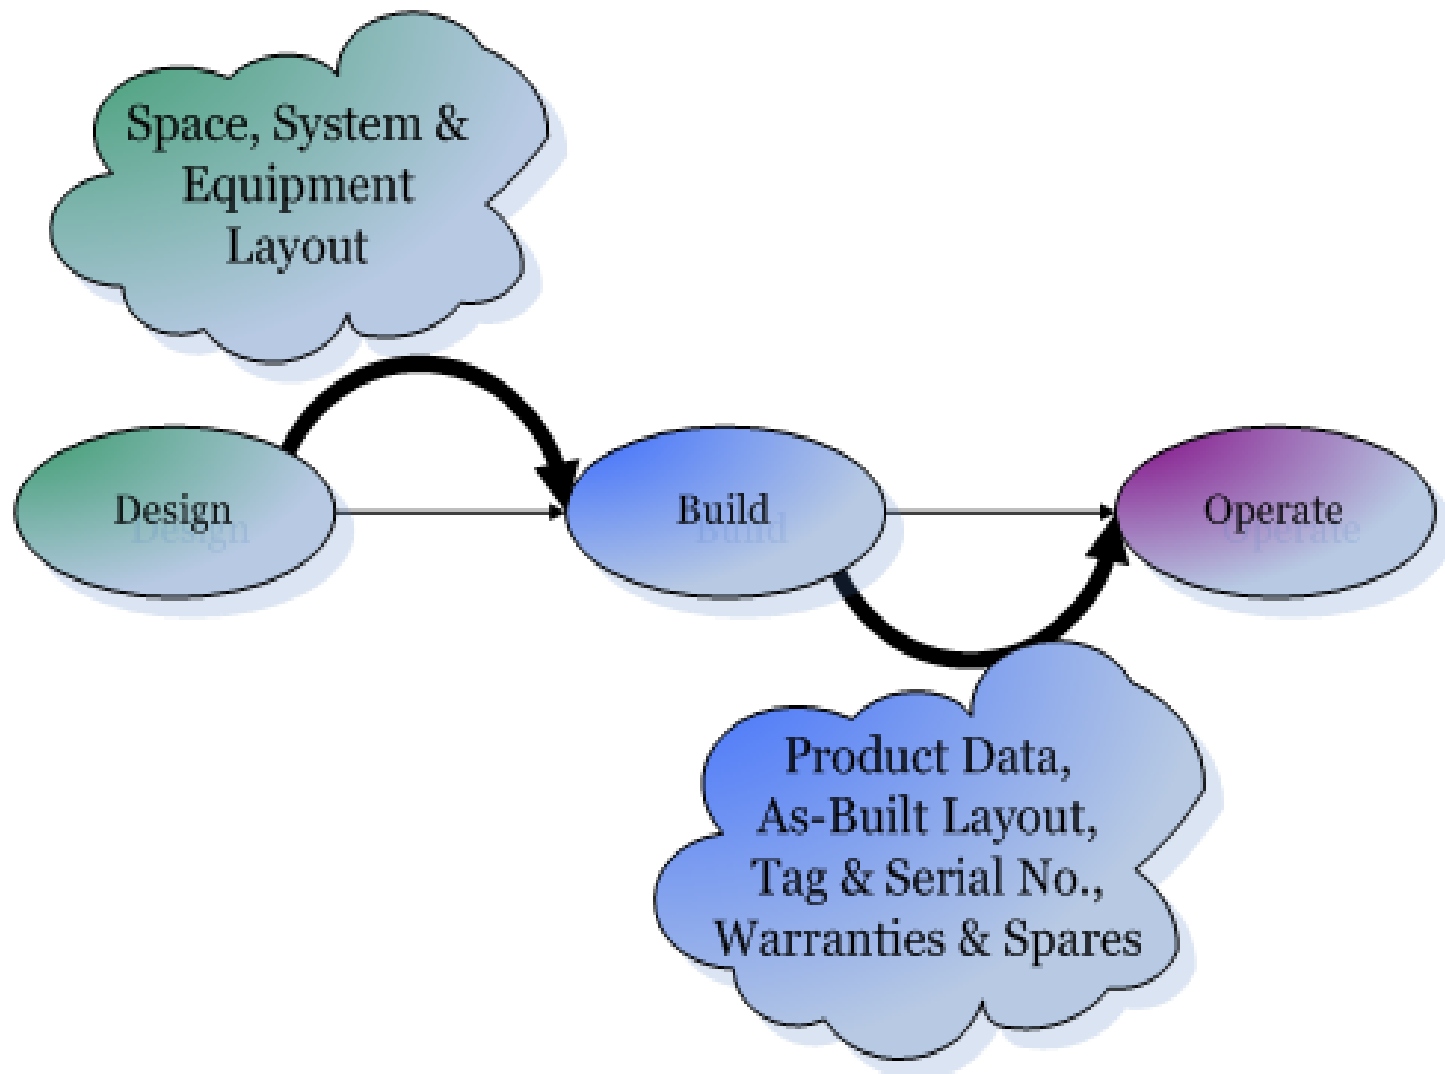 Space, System &
Equipment
Layout
Design
Build
Operate
Product Data,
As-Built Layout,
Tag & Serial No.,
Warranties & Spares